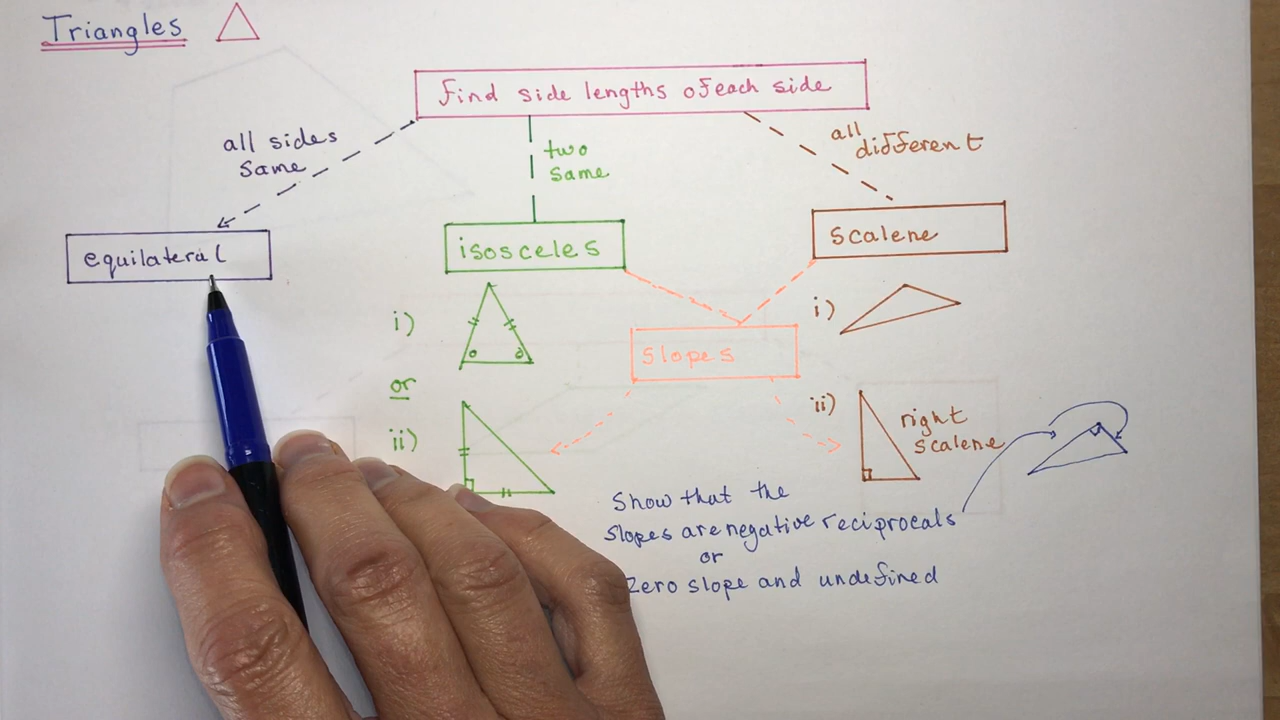 Triangles
Find side lengths of each side
all sides
same
two
same
all
different
equilateral
isosceles
scalene
i)
or
ii)
slopes
i)
ii)
right
scalene
Show that the
slopes are negative reciprocals
or
Zero slope and undefined